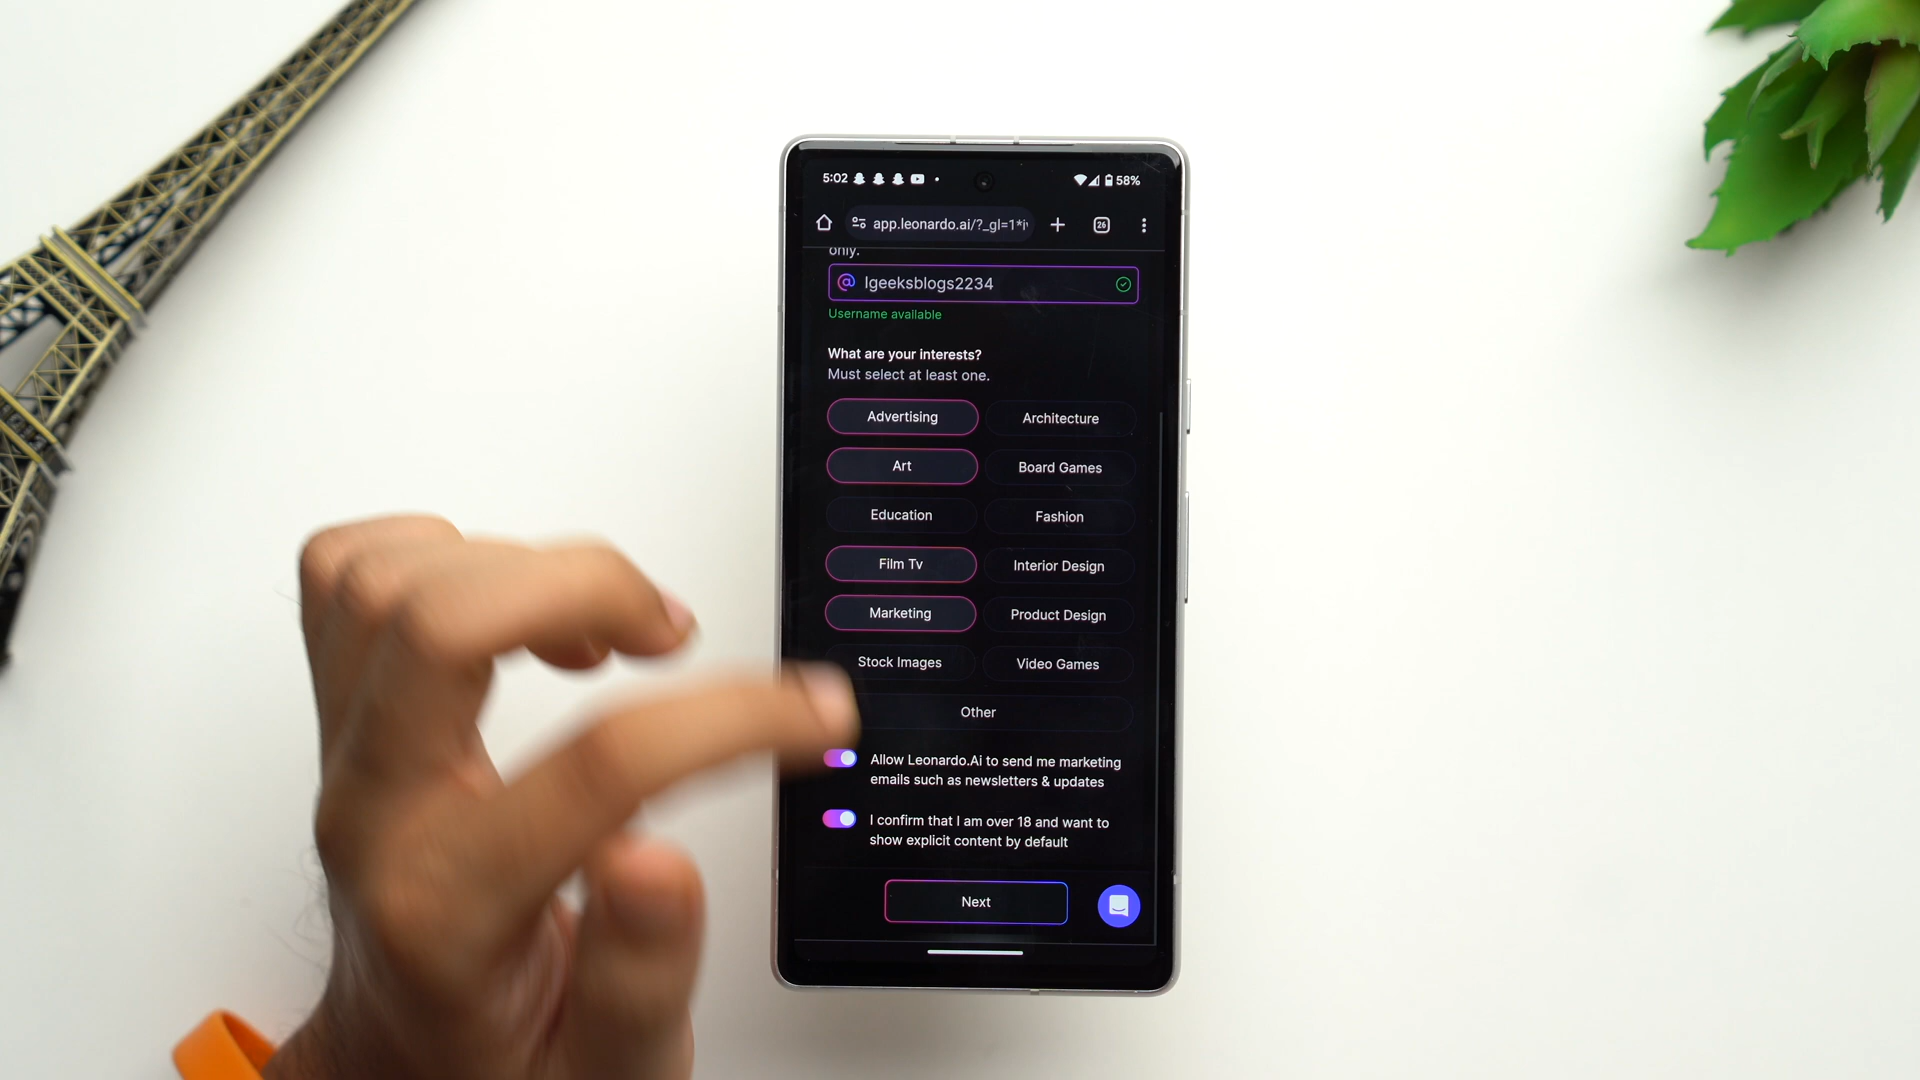 5:02
58%
app.leonardo.ai/?_gl=1*i
26
only.
@ lgeeksblogs2234
Username available
What are your interests?
Must select at least one.
Advertising Architecture
Art Board Games
Education Fashion
Film Tv Interior Design
Marketing Product Design
Stock Images Video Games
Other
Allow Leonardo.Ai to send me marketing
emails such as newsletters & updates
I confirm that I am over 18 and want to
show explicit content by default
Next